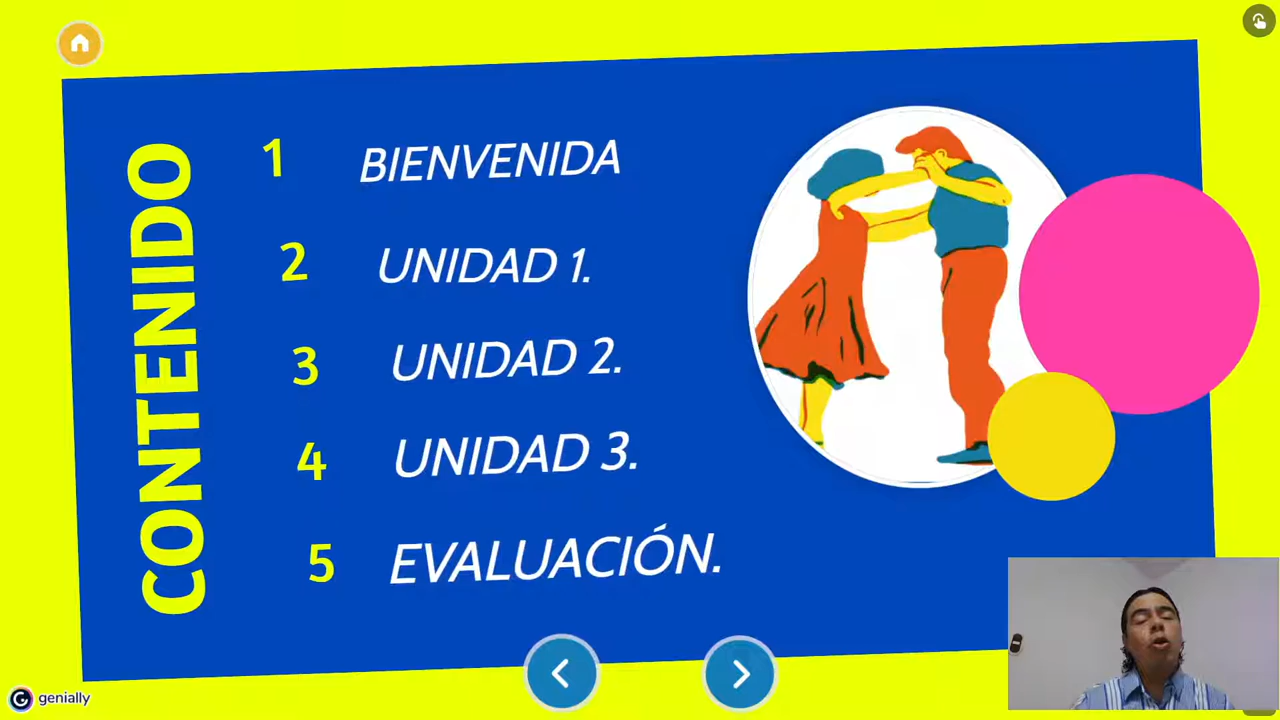 CONTENIDO
1 BIENVENIDA
2 UNIDAD 1.
3 UNIDAD 2.
4 UNIDAD 3.
5 EVALUACIÓN.
genially